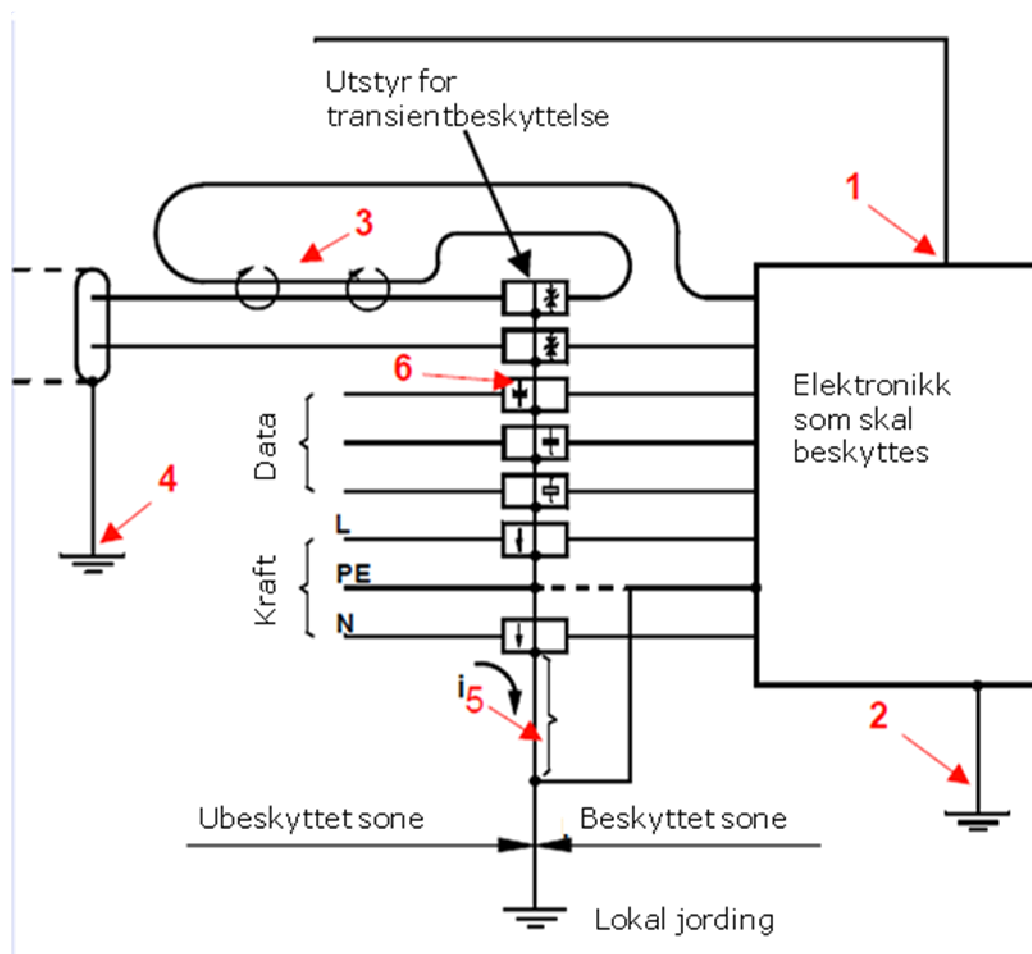 Utstyr for
transientbeskyttelse
1
3
6
Elektronikk
som skal
beskyttes
Data
4
L
PE
Kraft
N
i
5
2
Ubeskyttet sone
Beskyttet sone
Lokal jording